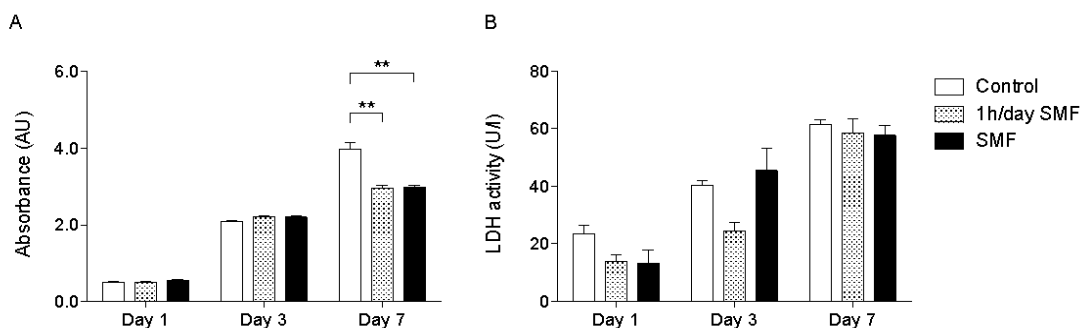 A
Absorbance (AU)
6.0
4.0
2.0
0.0
**
**
Day 1
Day 3
Day 7
B
LDH activity (U/l)
80
60
40
20
0
Day 1
Day 3
Day 7
Control
1h/day SMF
SMF